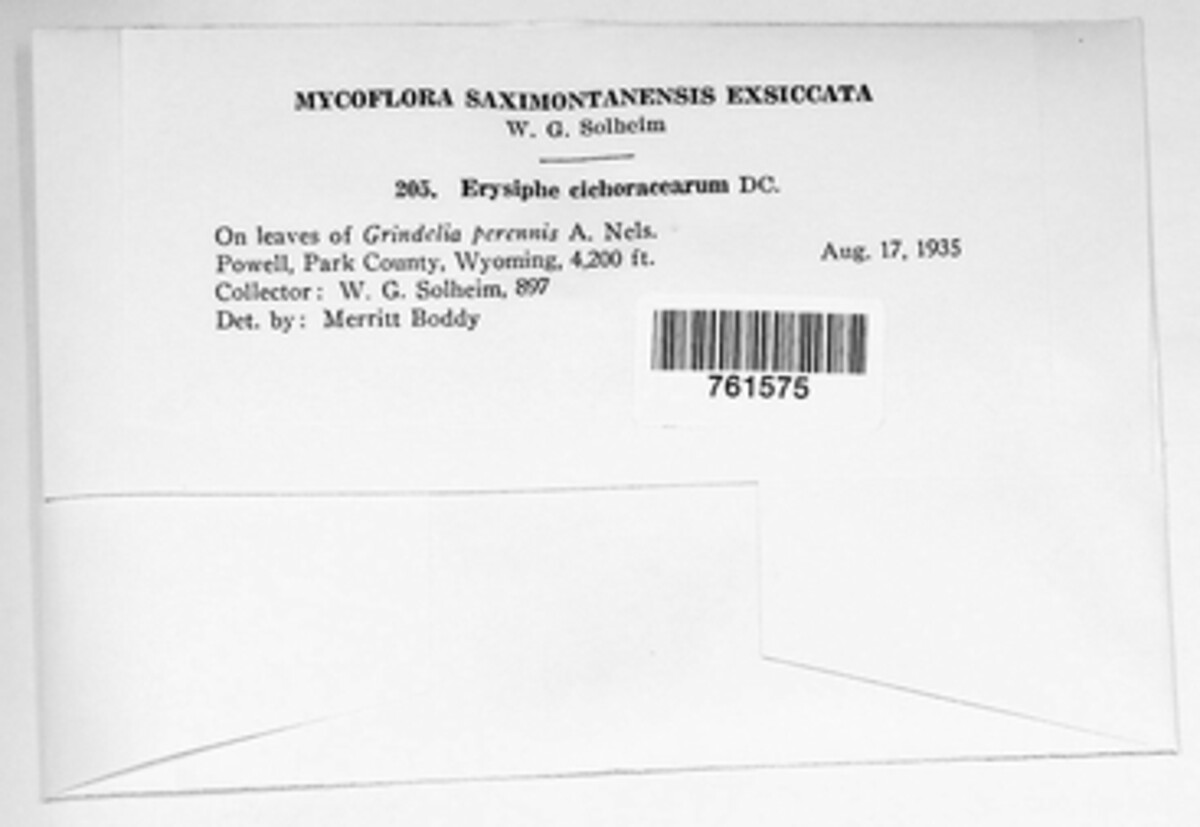 MYCOFLORA SAXIMONTANENSIS EXSICCATA
W. G. Solheim
205. Erysiphe cichoracearum DC.
On leaves of Grindelia perennis A. Nels.
Powell, Park County, Wyoming, 4,200 ft. Aug. 17, 1935
Collector: W. G. Solheim, 897
Det. by: Merritt Boddy
761575